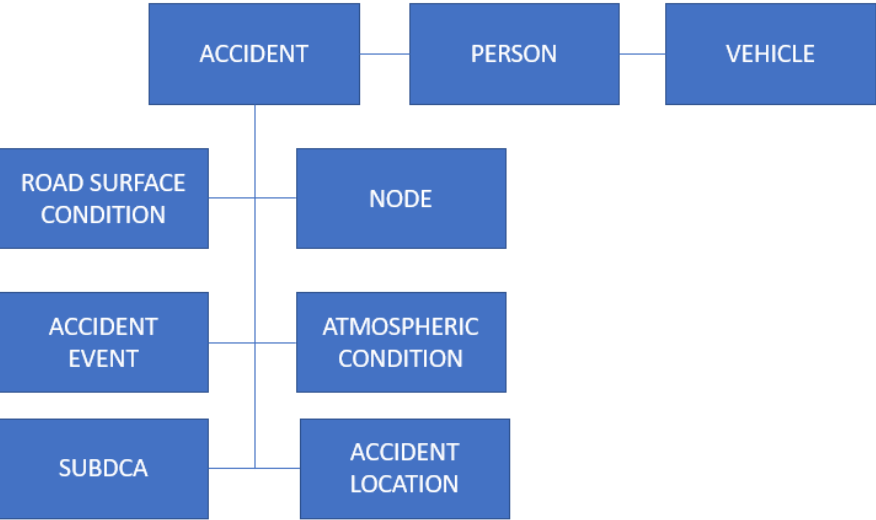 ACCIDENT
PERSON
VEHICLE
ROAD SURFACE
CONDITION
NODE
ACCIDENT
EVENT
ATMOSPHERIC
CONDITION
SUBDCA
ACCIDENT
LOCATION